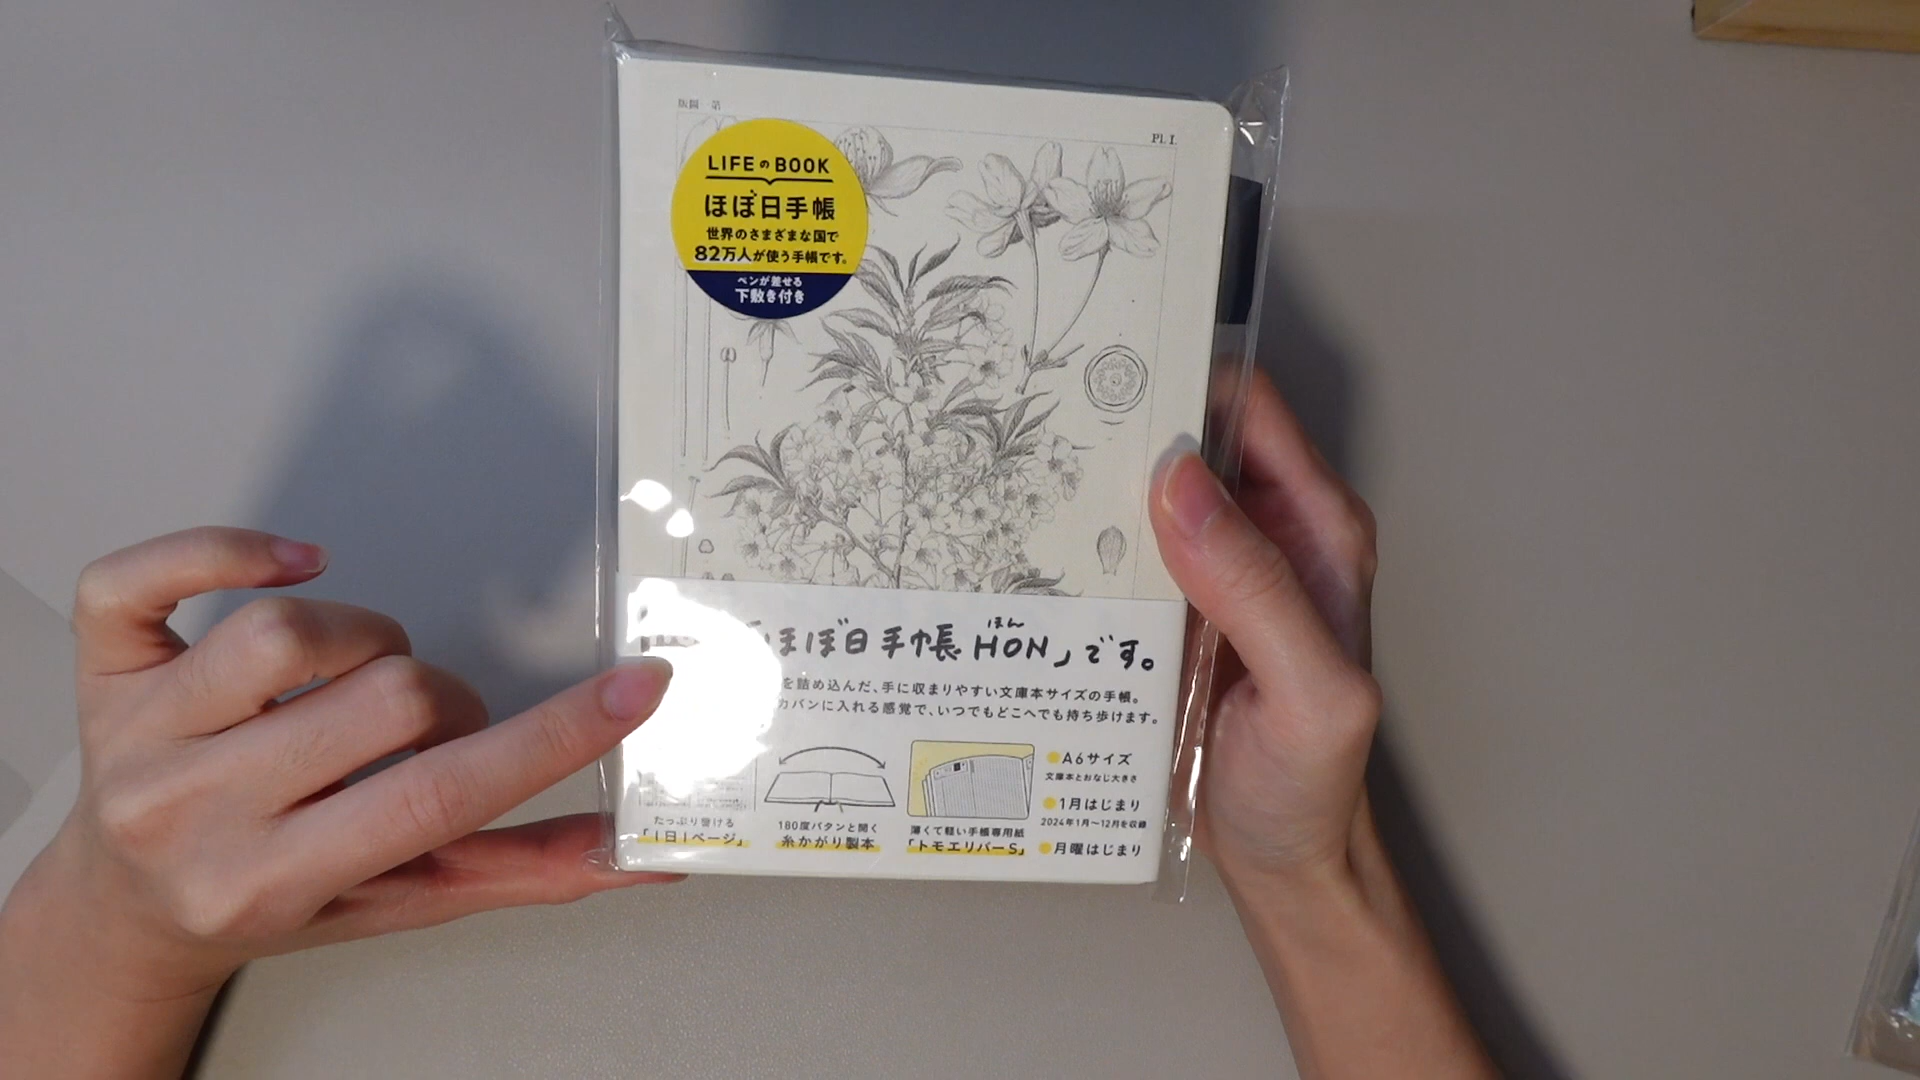 版圖一第
Pl. I.
LIFEのBOOK
ほぼ日手帳
世界のさまざまな国で
82万人が使う手帳です。
ペンが差せる
下敷き付き
ほん
ほぼ日手帳 HON」です。
を詰め込んだ、手に収まりやすい文庫本サイズの手帳。
カバンに入れる感覚で、いつでもどこへでも持ち歩けます。
たっぷり書ける
「1日1ページ」
180度パタンと開く
糸かがり製本
薄くて軽い手帳専用紙
「トモエリバーS」
A6サイズ
文庫本とおなじ大きさ
1月はじまり
2024年1月〜12月を収録
月曜はじまり